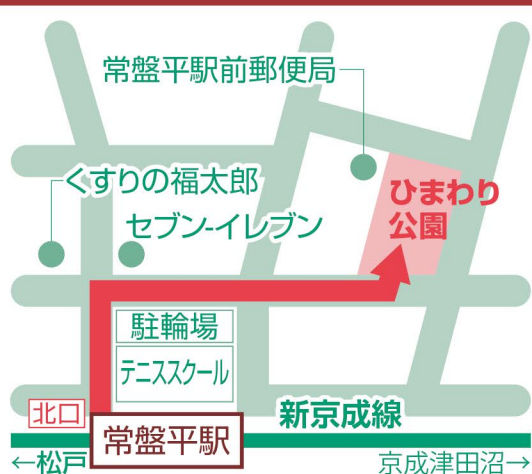 常盤平駅前郵便局
くすりの福太郎
セブン-イレブン
ひまわり
公園
駐輪場
テニススクール
北口
常盤平駅
新京成線
←松戸
京成津田沼→